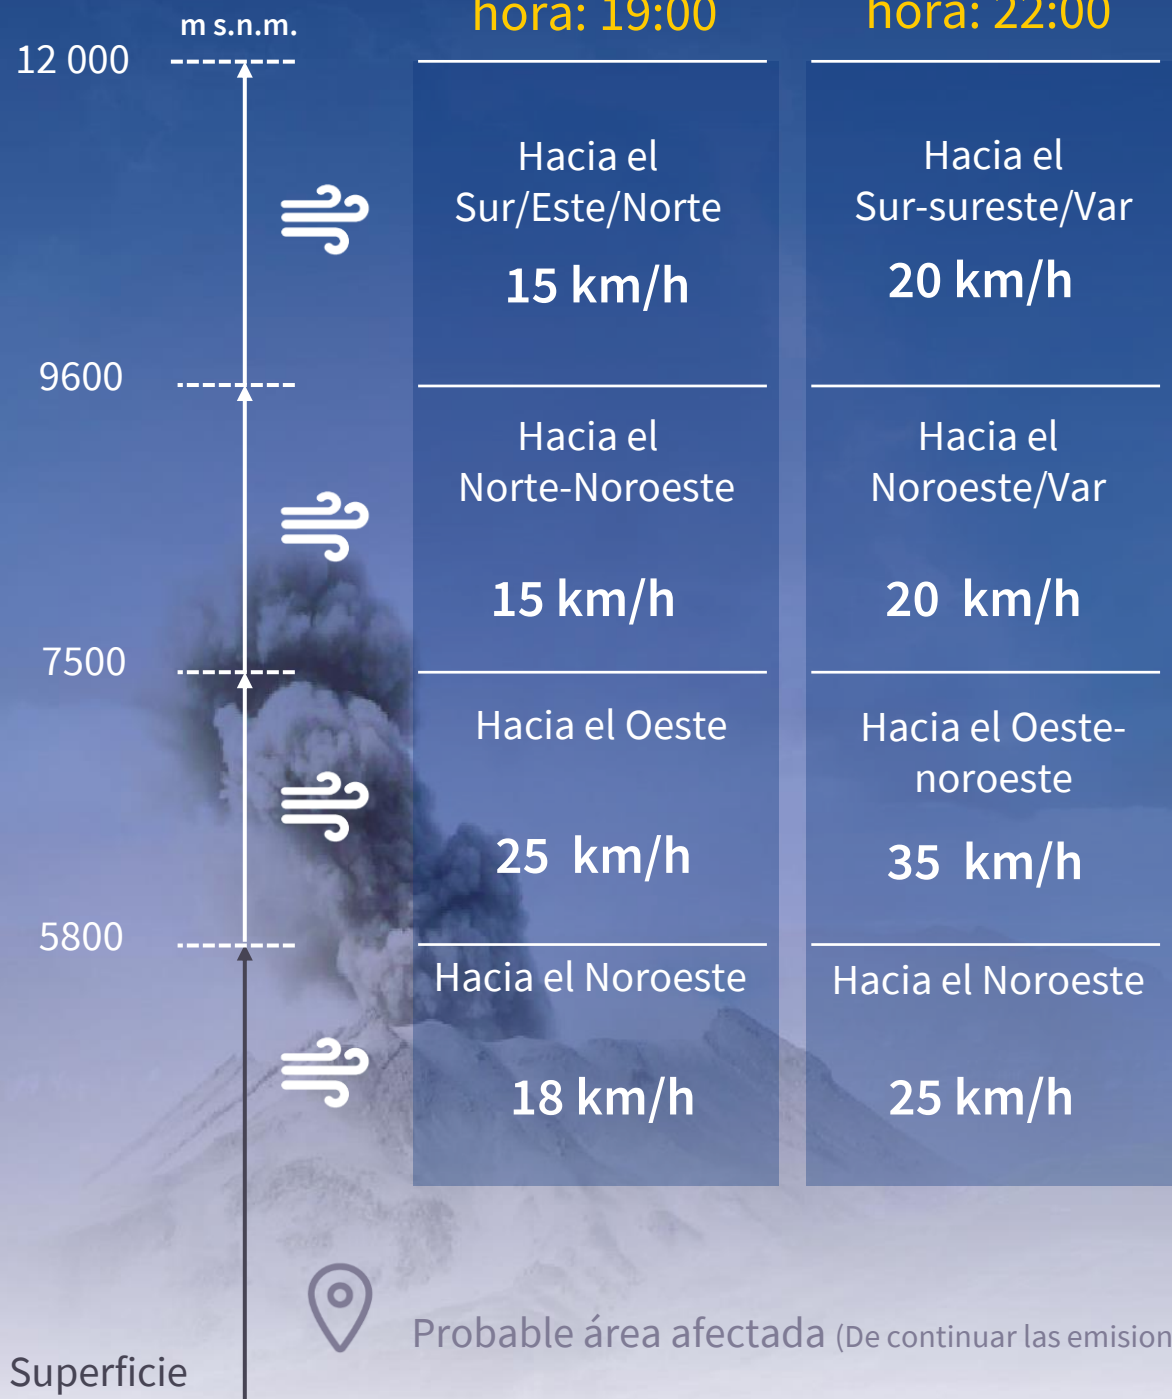 m s.n.m.
hora: 19:00
hora: 22:00
12 000
Hacia el
Sur/Este/Norte
15 km/h
Hacia el
Sur-sureste/Var
20 km/h
9600
Hacia el
Norte-Noroeste
15 km/h
Hacia el
Noroeste/Var
20 km/h
7500
Hacia el Oeste
25 km/h
Hacia el Oeste-
noroeste
35 km/h
5800
Hacia el Noroeste
18 km/h
Hacia el Noroeste
25 km/h
Probable área afectada (De continuar las emision
Superficie